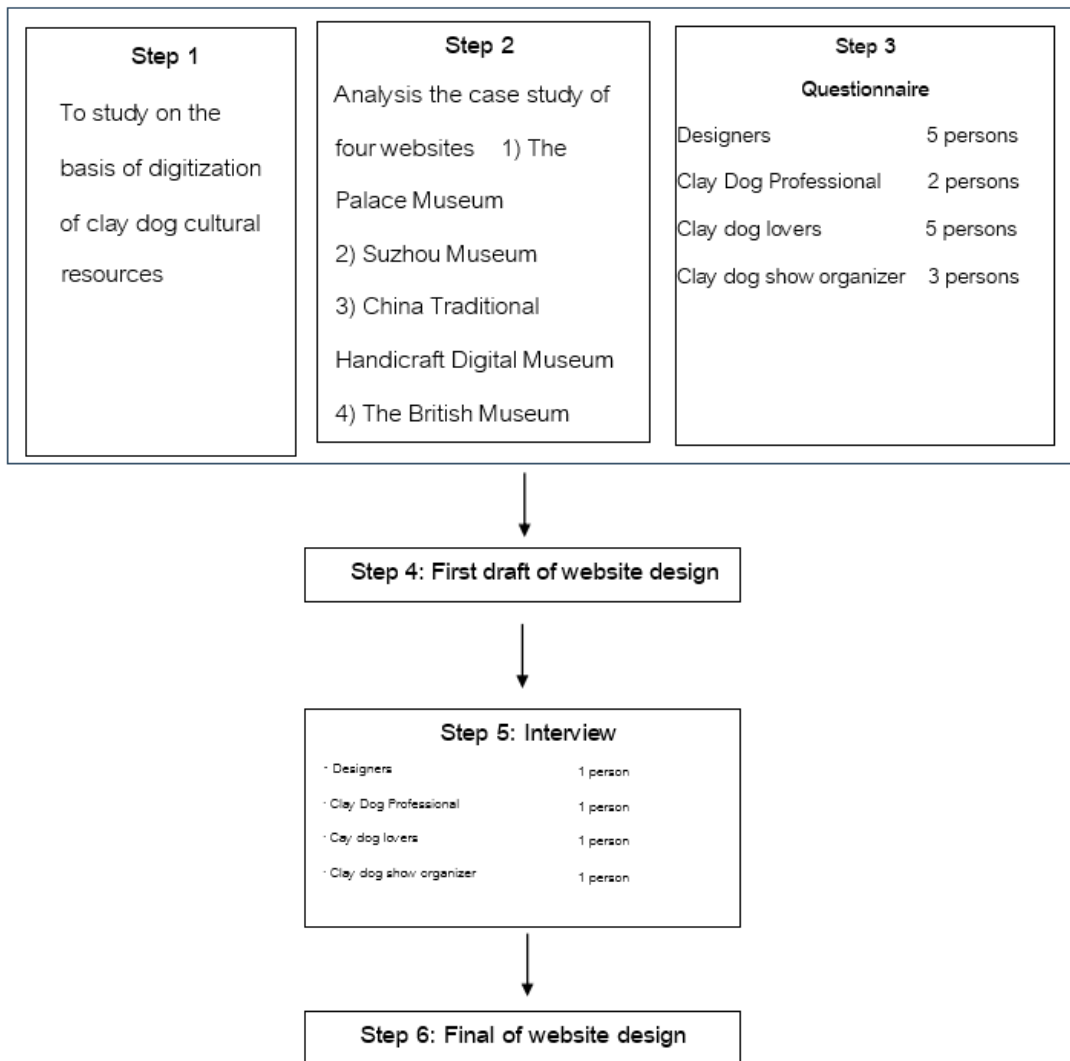 Step 1
To study on the
basis of digitization
of clay dog cultural
resources
Step 2
Analysis the case study of
four websites 1) The
Palace Museum
2) Suzhou Museum
3) China Traditional
Handicraft Digital Museum
4) The British Museum
Step 3
Questionnaire
Designers 5 persons
Clay Dog Professional 2 persons
Clay dog lovers 5 persons
Clay dog show organizer 3 persons
Step 4: First draft of website design
Step 5: Interview
· Designers 1 person
· Clay Dog Professional 1 person
· Cay dog lovers 1 person
· Clay dog show organizer 1 person
Step 6: Final of website design